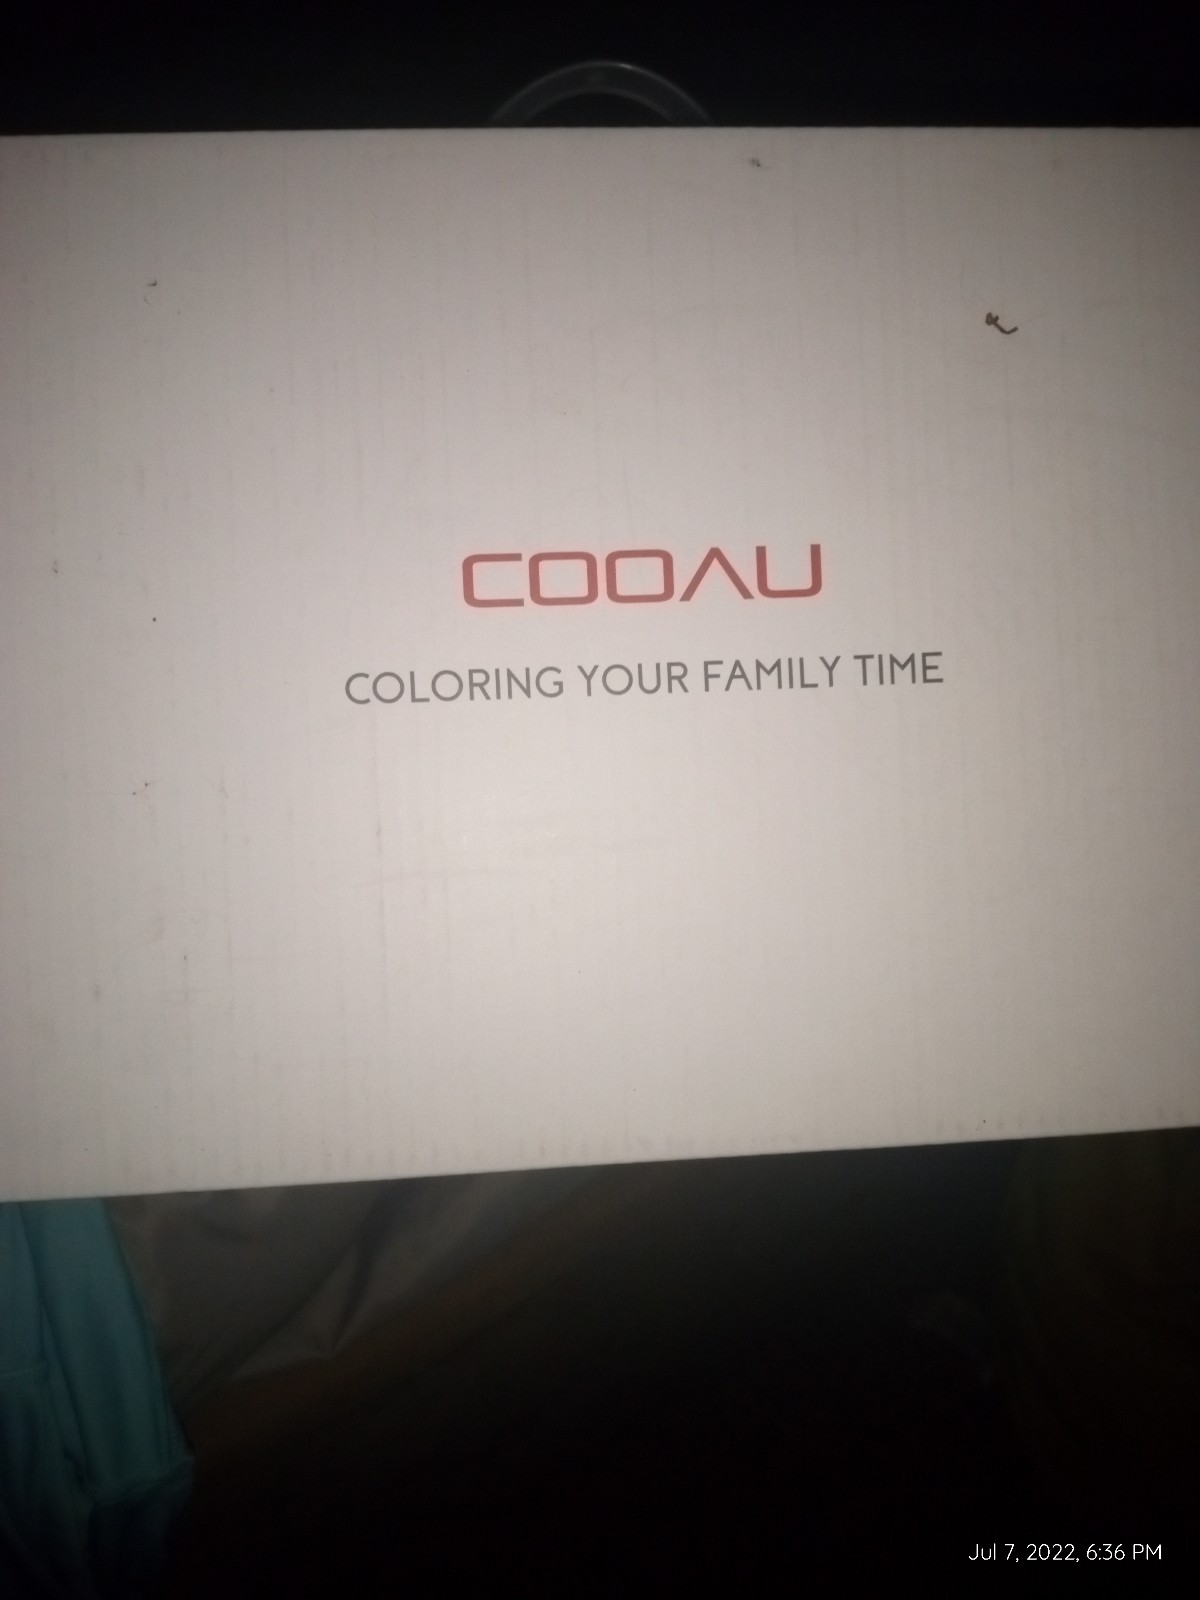 COOAU
COLORING YOUR FAMILY TIME
Jul 7, 2022, 6:36 PM